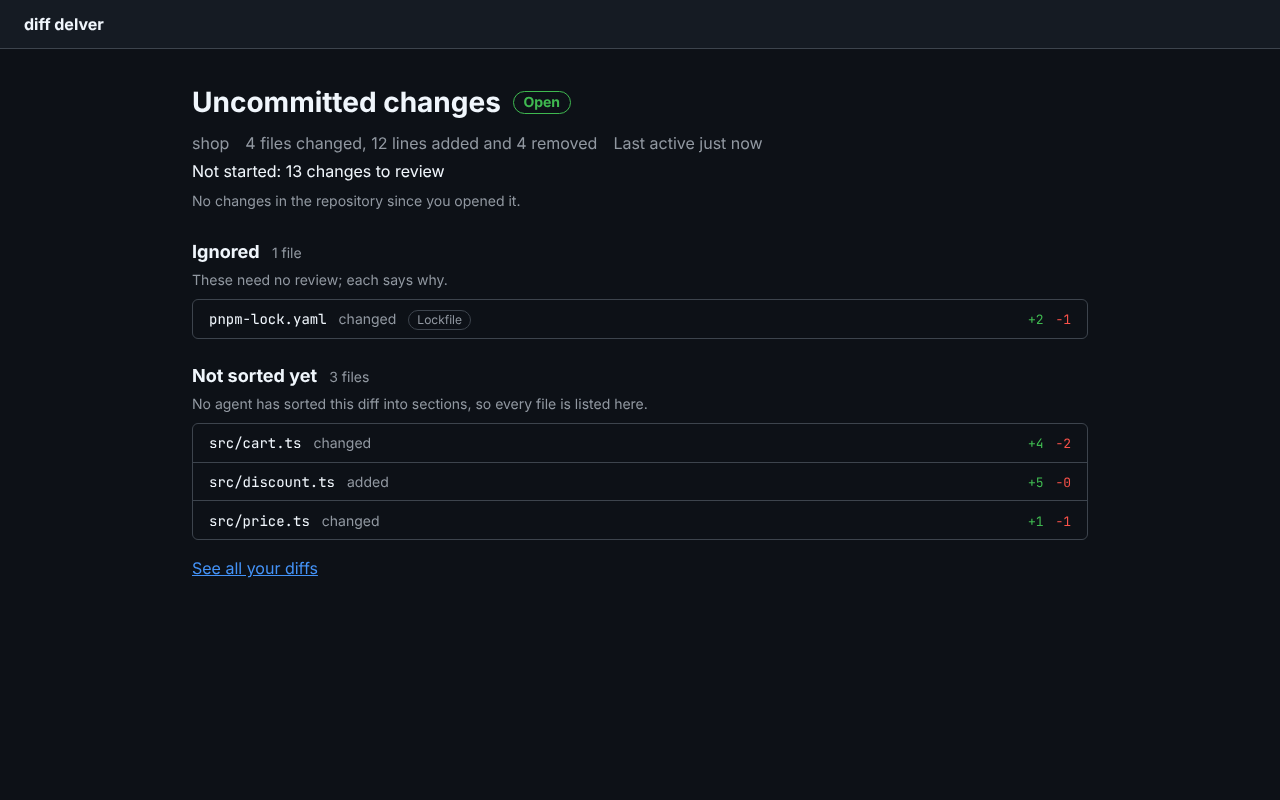 diff delver
Uncommitted changes Open
shop 4 files changed, 12 lines added and 4 removed Last active just now
Not started: 13 changes to review
No changes in the repository since you opened it.
Ignored 1 file
These need no review; each says why.
pnpm-lock.yaml changed Lockfile +2 -1
Not sorted yet 3 files
No agent has sorted this diff into sections, so every file is listed here.
src/cart.ts changed +4 -2
src/discount.ts added +5 -0
src/price.ts changed +1 -1
See all your diffs